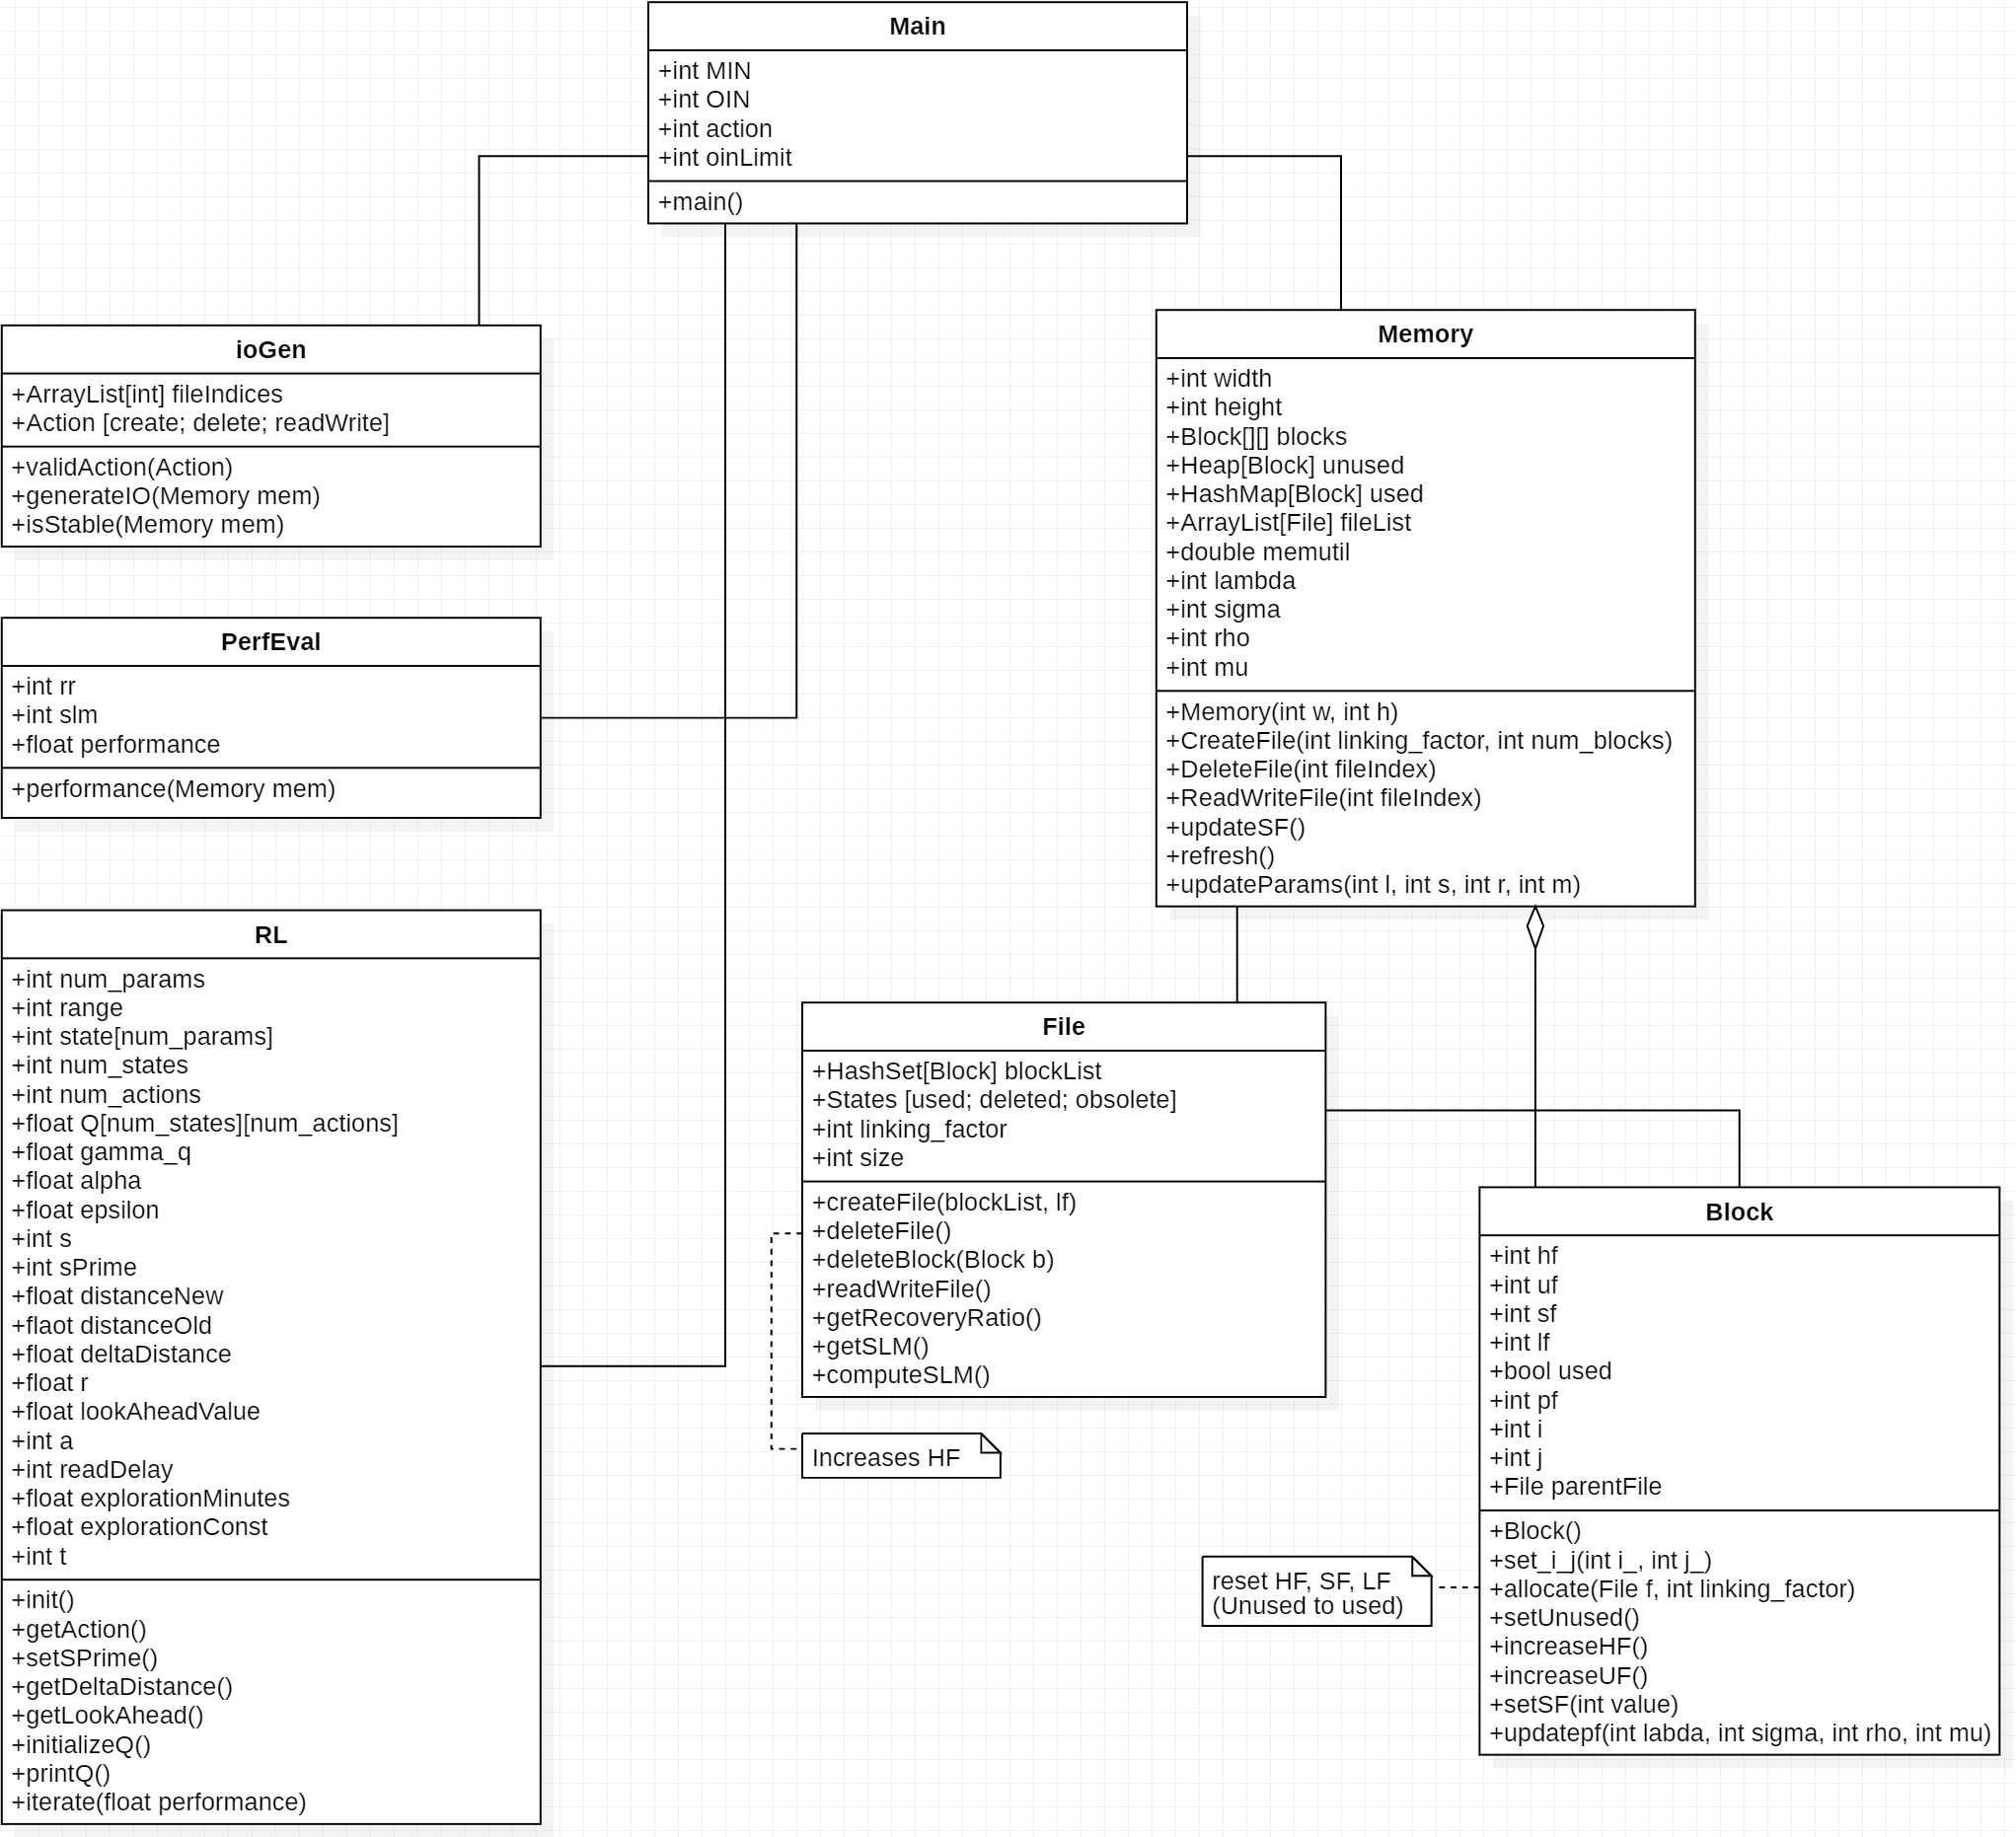 Main
+int MIN
+int OIN
+int action
+int oinLimit
+main()
ioGen
+ArrayList[int] fileIndices
+Action [create; delete; readWrite]
+validAction(Action)
+generateIO(Memory mem)
+isStable(Memory mem)
PerfEval
+int rr
+int slm
+float performance
+performance(Memory mem)
RL
+int num_params
+int range
+int state[num_params]
+int num_states
+int num_actions
+float Q[num_states][num_actions]
+float gamma_q
+float alpha
+float epsilon
+int s
+int sPrime
+float distanceNew
+flaot distanceOld
+float deltaDistance
+float r
+float lookAheadValue
+int a
+int readDelay
+float explorationMinutes
+float explorationConst
+int t
+init()
+getAction()
+setSPrime()
+getDeltaDistance()
+getLookAhead()
+initializeQ()
+printQ()
+iterate(float performance)
Memory
+int width
+int height
+Block[][] blocks
+Heap[Block] unused
+HashMap[Block] used
+ArrayList[File] fileList
+double memutil
+int lambda
+int sigma
+int rho
+int mu
+Memory(int w, int h)
+CreateFile(int linking_factor, int num_blocks)
+DeleteFile(int fileIndex)
+ReadWriteFile(int fileIndex)
+updateSF()
+refresh()
+updateParams(int l, int s, int r, int m)
File
+HashSet[Block] blockList
+States [used; deleted; obsolete]
+int linking_factor
+int size
+createFile(blockList, lf)
+deleteFile()
+deleteBlock(Block b)
+readWriteFile()
+getRecoveryRatio()
+getSLM()
+computeSLM()
Increases HF
Block
+int hf
+int uf
+int sf
+int lf
+bool used
+int pf
+int i
+int j
+File parentFile
+Block()
+set_i_j(int i_, int j_)
+allocate(File f, int linking_factor)
+setUnused()
+increaseHF()
+increaseUF()
+setSF(int value)
+updatepf(int labda, int sigma, int rho, int mu)
reset HF, SF, LF
(Unused to used)